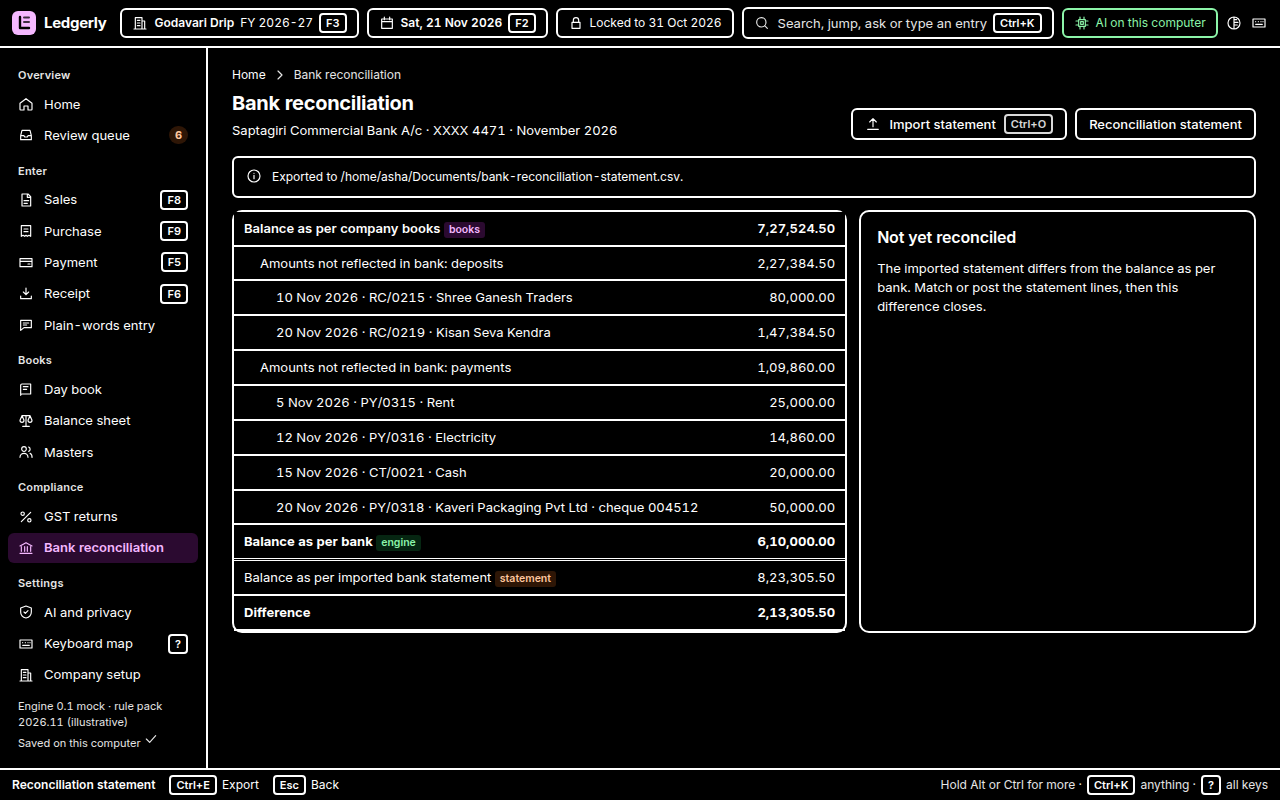 Ledgerly
Godavari Drip FY 2026-27 F3
Sat, 21 Nov 2026 F2
Locked to 31 Oct 2026
Search, jump, ask or type an entry Ctrl+K
AI on this computer
Overview
Home
Review queue 6
Enter
Sales F8
Purchase F9
Payment F5
Receipt F6
Plain-words entry
Books
Day book
Balance sheet
Masters
Compliance
GST returns
Bank reconciliation
Settings
AI and privacy
Keyboard map ?
Company setup
Engine 0.1 mock · rule pack
2026.11 (illustrative)
Saved on this computer
Home Bank reconciliation
Bank reconciliation
Saptagiri Commercial Bank A/c · XXXX 4471 · November 2026
Import statement Ctrl+O
Reconciliation statement
Exported to /home/asha/Documents/bank-reconciliation-statement.csv.
Balance as per company books books 7,27,524.50
Amounts not reflected in bank: deposits 2,27,384.50
10 Nov 2026 · RC/0215 · Shree Ganesh Traders 80,000.00
20 Nov 2026 · RC/0219 · Kisan Seva Kendra 1,47,384.50
Amounts not reflected in bank: payments 1,09,860.00
5 Nov 2026 · PY/0315 · Rent 25,000.00
12 Nov 2026 · PY/0316 · Electricity 14,860.00
15 Nov 2026 · CT/0021 · Cash 20,000.00
20 Nov 2026 · PY/0318 · Kaveri Packaging Pvt Ltd · cheque 004512 50,000.00
Balance as per bank engine 6,10,000.00
Balance as per imported bank statement statement 8,23,305.50
Difference 2,13,305.50
Not yet reconciled
The imported statement differs from the balance as per
bank. Match or post the statement lines, then this
difference closes.
Reconciliation statement Ctrl+E Export Esc Back
Hold Alt or Ctrl for more · Ctrl+K anything · ? all keys